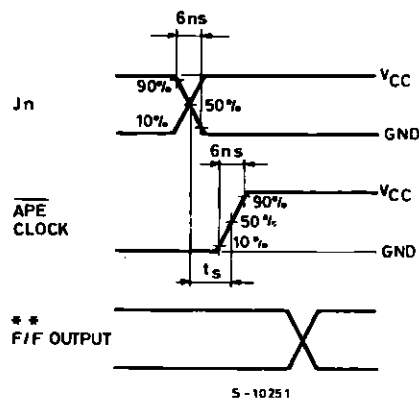 6ns
VCC
90%
Jn
50%
10%
GND
6ns
VCC
90%
APE
50%
CLOCK
10%
GND
ts
**
F/F OUTPUT
S-10251